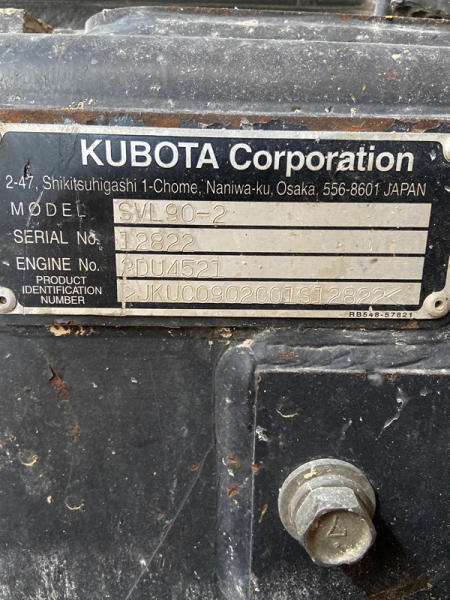 KUBOTA Corporation
2-47, Shikitsuhigashi 1-Chome, Naniwa-ku, Osaka, 556-8601 JAPAN
MODEL SVL90-2
SERIAL No. 12822
ENGINE No.
PRODUCT
IDENTIFICATION
NUMBER
RB548-57821
7